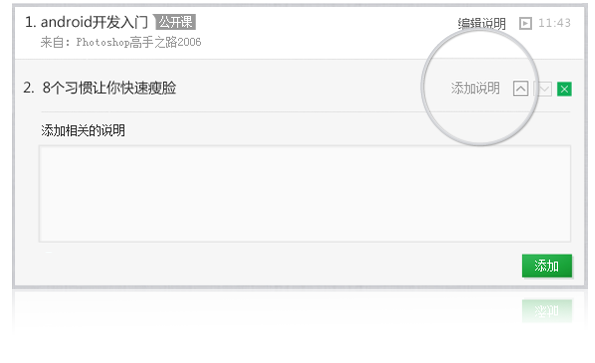 1. android开发入门 公开课 编辑说明 11:43
来自：Photoshop高手之路2006
2. 8个习惯让你快速瘦脸 添加说明
添加相关的说明
添加